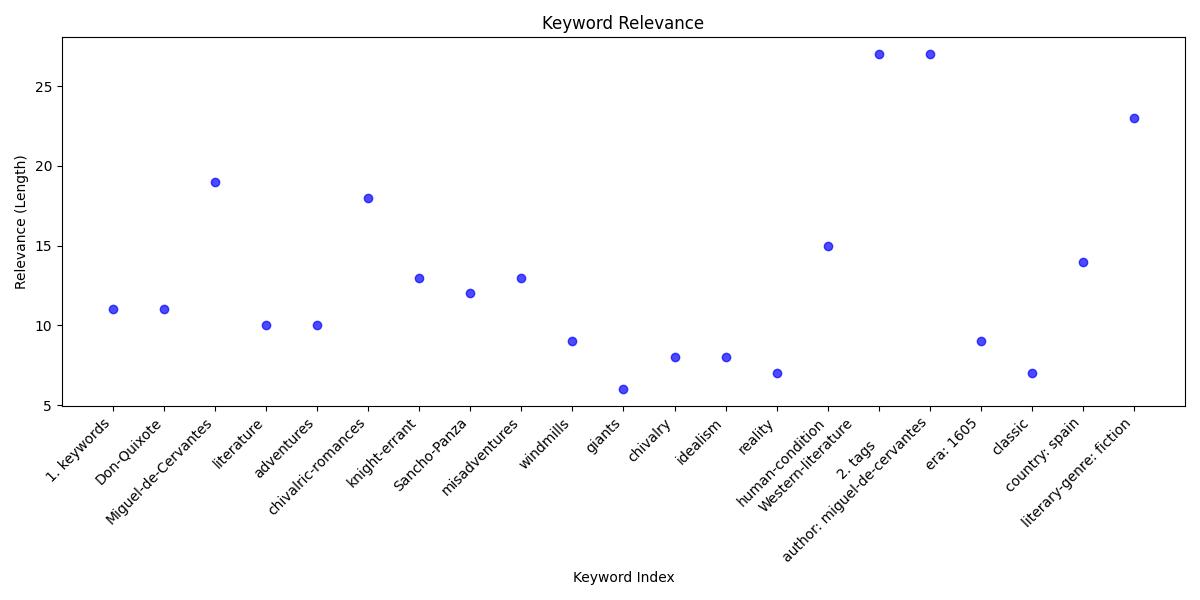 Keyword Relevance
Relevance (Length)
25
20
15
10
5
1. keywords
Don-Quixote
Miguel-de-Cervantes
literature
adventures
chivalric-romances
knight-errant
Sancho-Panza
misadventures
windmills
giants
chivalry
idealism
reality
human-condition
Western-literature
2. tags
author: miguel-de-cervantes
era: 1605
classic
country: spain
literary-genre: fiction
Keyword Index